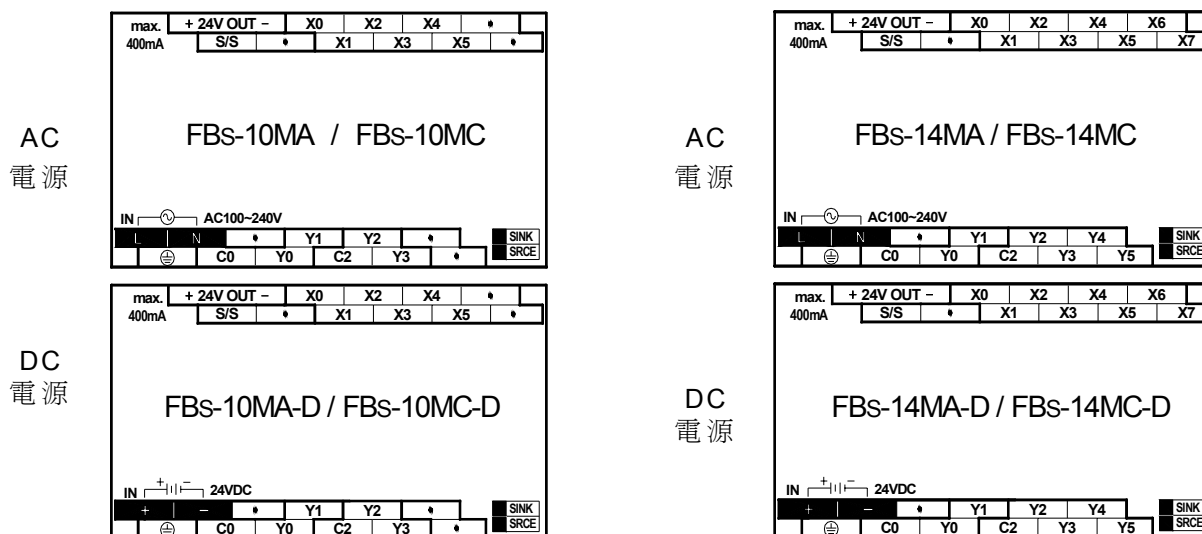 AC
電源
max. + 24V OUT − X0 X2 X4 •
400mA S/S • X1 X3 X5 •
FBs-10MA / FBs-10MC
IN AC100~240V
L N • Y1 Y2 • SINK
C0 Y0 C2 Y3 • SRCE
AC
電源
max. + 24V OUT − X0 X2 X4 X6
400mA S/S • X1 X3 X5 X7
FBs-14MA / FBs-14MC
IN AC100~240V
L N • Y1 Y2 Y4 SINK
C0 Y0 C2 Y3 Y5 SRCE
DC
電源
max. + 24V OUT − X0 X2 X4 •
400mA S/S • X1 X3 X5 •
FBs-10MA-D / FBs-10MC-D
IN + − 24VDC
+ − • Y1 Y2 • SINK
C0 Y0 C2 Y3 • SRCE
DC
電源
max. + 24V OUT − X0 X2 X4 X6
400mA S/S • X1 X3 X5 X7
FBs-14MA-D / FBs-14MC-D
IN + − 24VDC
+ − • Y1 Y2 Y4 SINK
C0 Y0 C2 Y3 Y5 SRCE